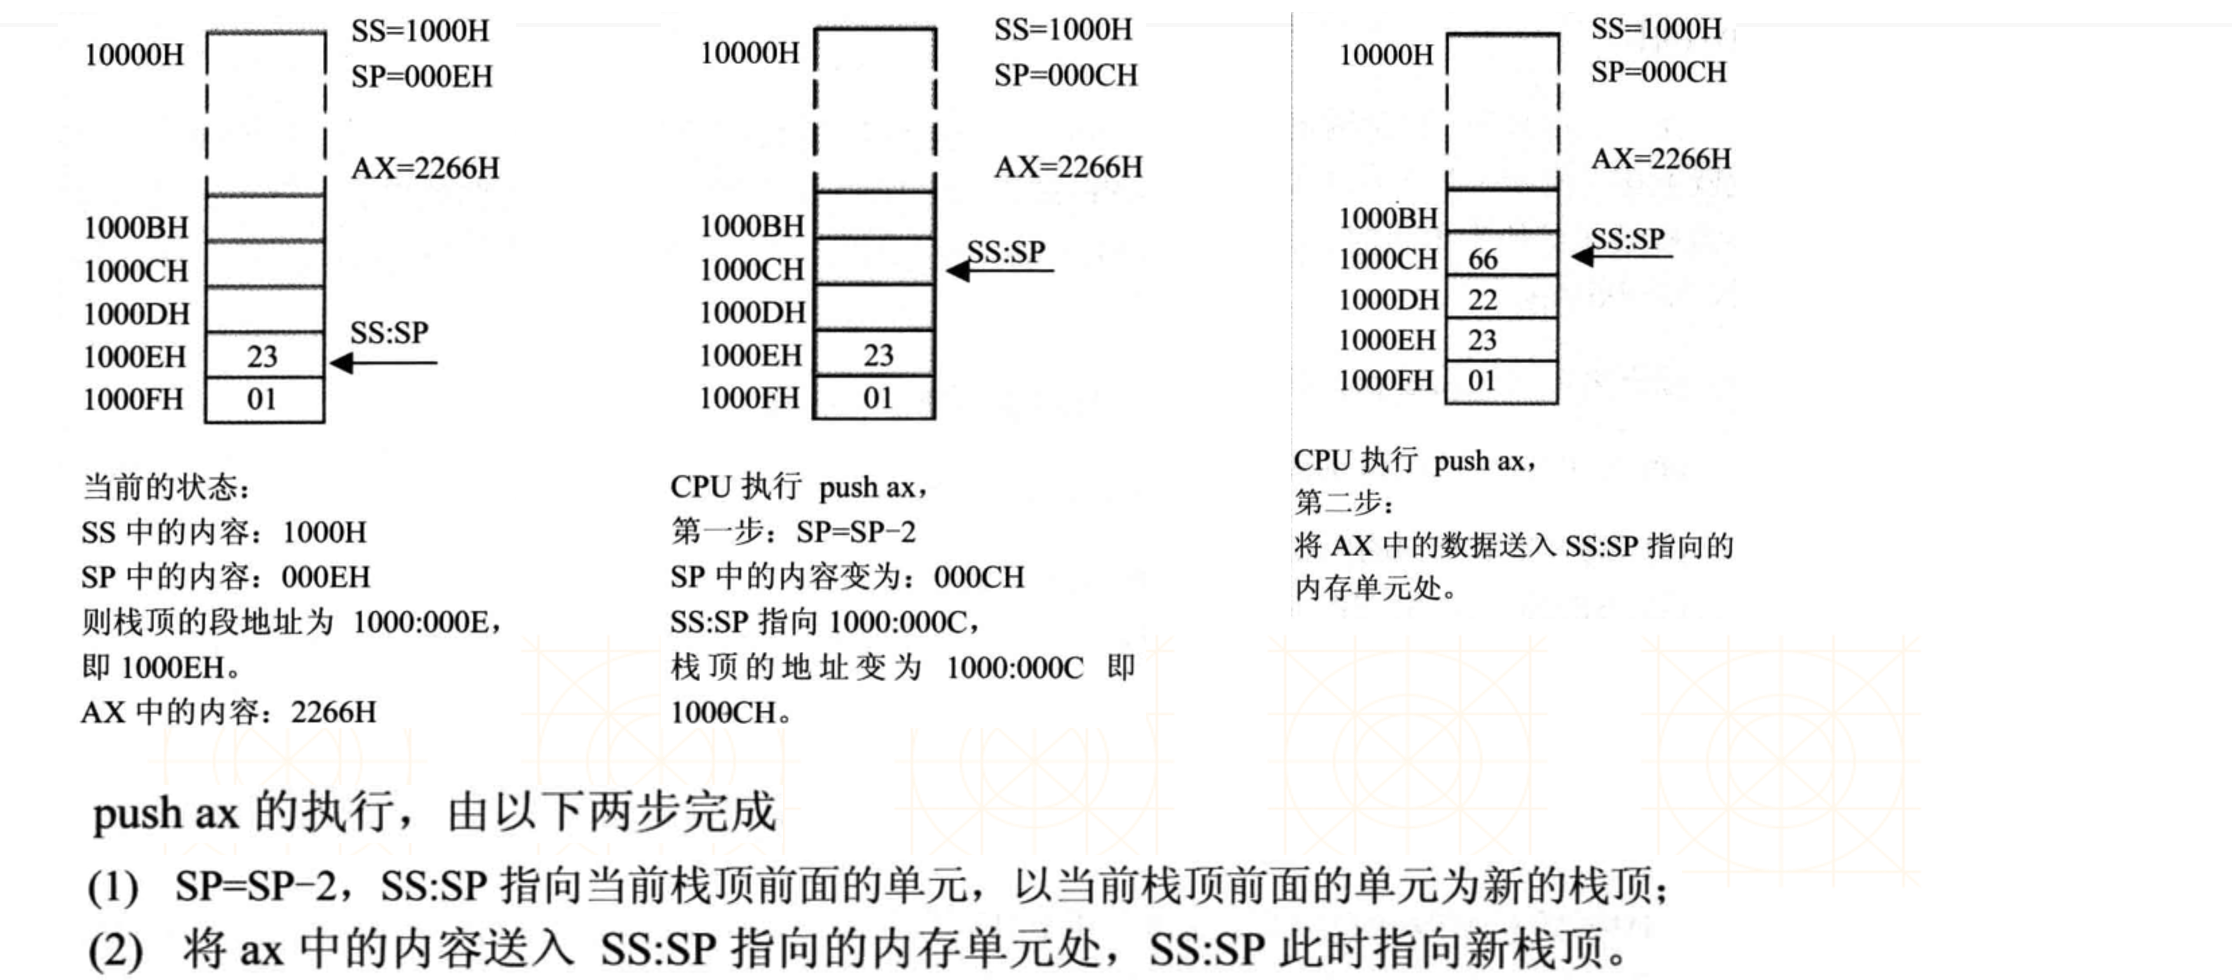 SS=1000H
10000H
SP=000EH
AX=2266H
1000BH
1000CH
1000DH
SS:SP
1000EH 23
1000FH 01
当前的状态：
SS 中的内容：1000H
SP 中的内容：000EH
则栈顶的段地址为 1000:000E，
即 1000EH。
AX 中的内容：2266H
SS=1000H
10000H
SP=000CH
AX=2266H
1000BH
SS:SP
1000CH
1000DH
1000EH 23
1000FH 01
CPU 执行 push ax，
第一步：SP=SP−2
SP 中的内容变为：000CH
SS:SP 指向 1000:000C，
栈顶的地址变为 1000:000C 即
1000CH。
SS=1000H
10000H
SP=000CH
AX=2266H
1000BH
SS:SP
1000CH 66
1000DH 22
1000EH 23
1000FH 01
CPU 执行 push ax，
第二步：
将 AX 中的数据送入 SS:SP 指向的
内存单元处。
push ax 的执行，由以下两步完成
(1) SP=SP−2，SS:SP 指向当前栈顶前面的单元，以当前栈顶前面的单元为新的栈顶；
(2) 将 ax 中的内容送入 SS:SP 指向的内存单元处，SS:SP 此时指向新栈顶。